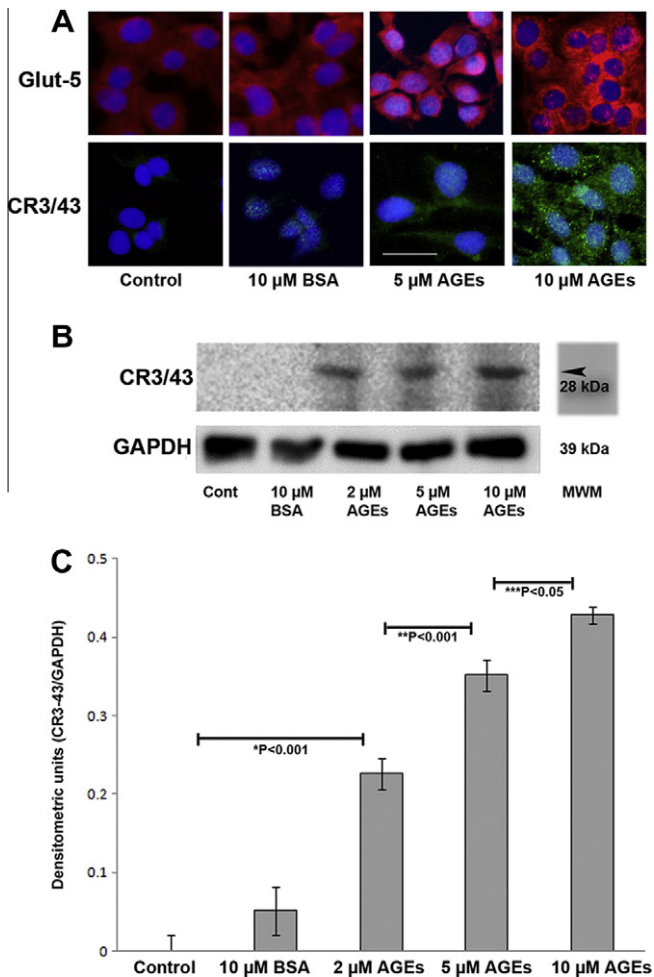 A
Glut-5
CR3/43
Control 10 µM BSA 5 µM AGEs 10 µM AGEs
B
CR3/43
28 kDa
GAPDH
39 kDa
Cont 10 µM BSA 2 µM AGEs 5 µM AGEs 10 µM AGEs MWM
C
Densitometric units (CR3-43/GAPDH)
0.5
0.4
0.3
0.2
0.1
0
***P<0.05
**P<0.001
*P<0.001
Control 10 µM BSA 2 µM AGEs 5 µM AGEs 10 µM AGEs